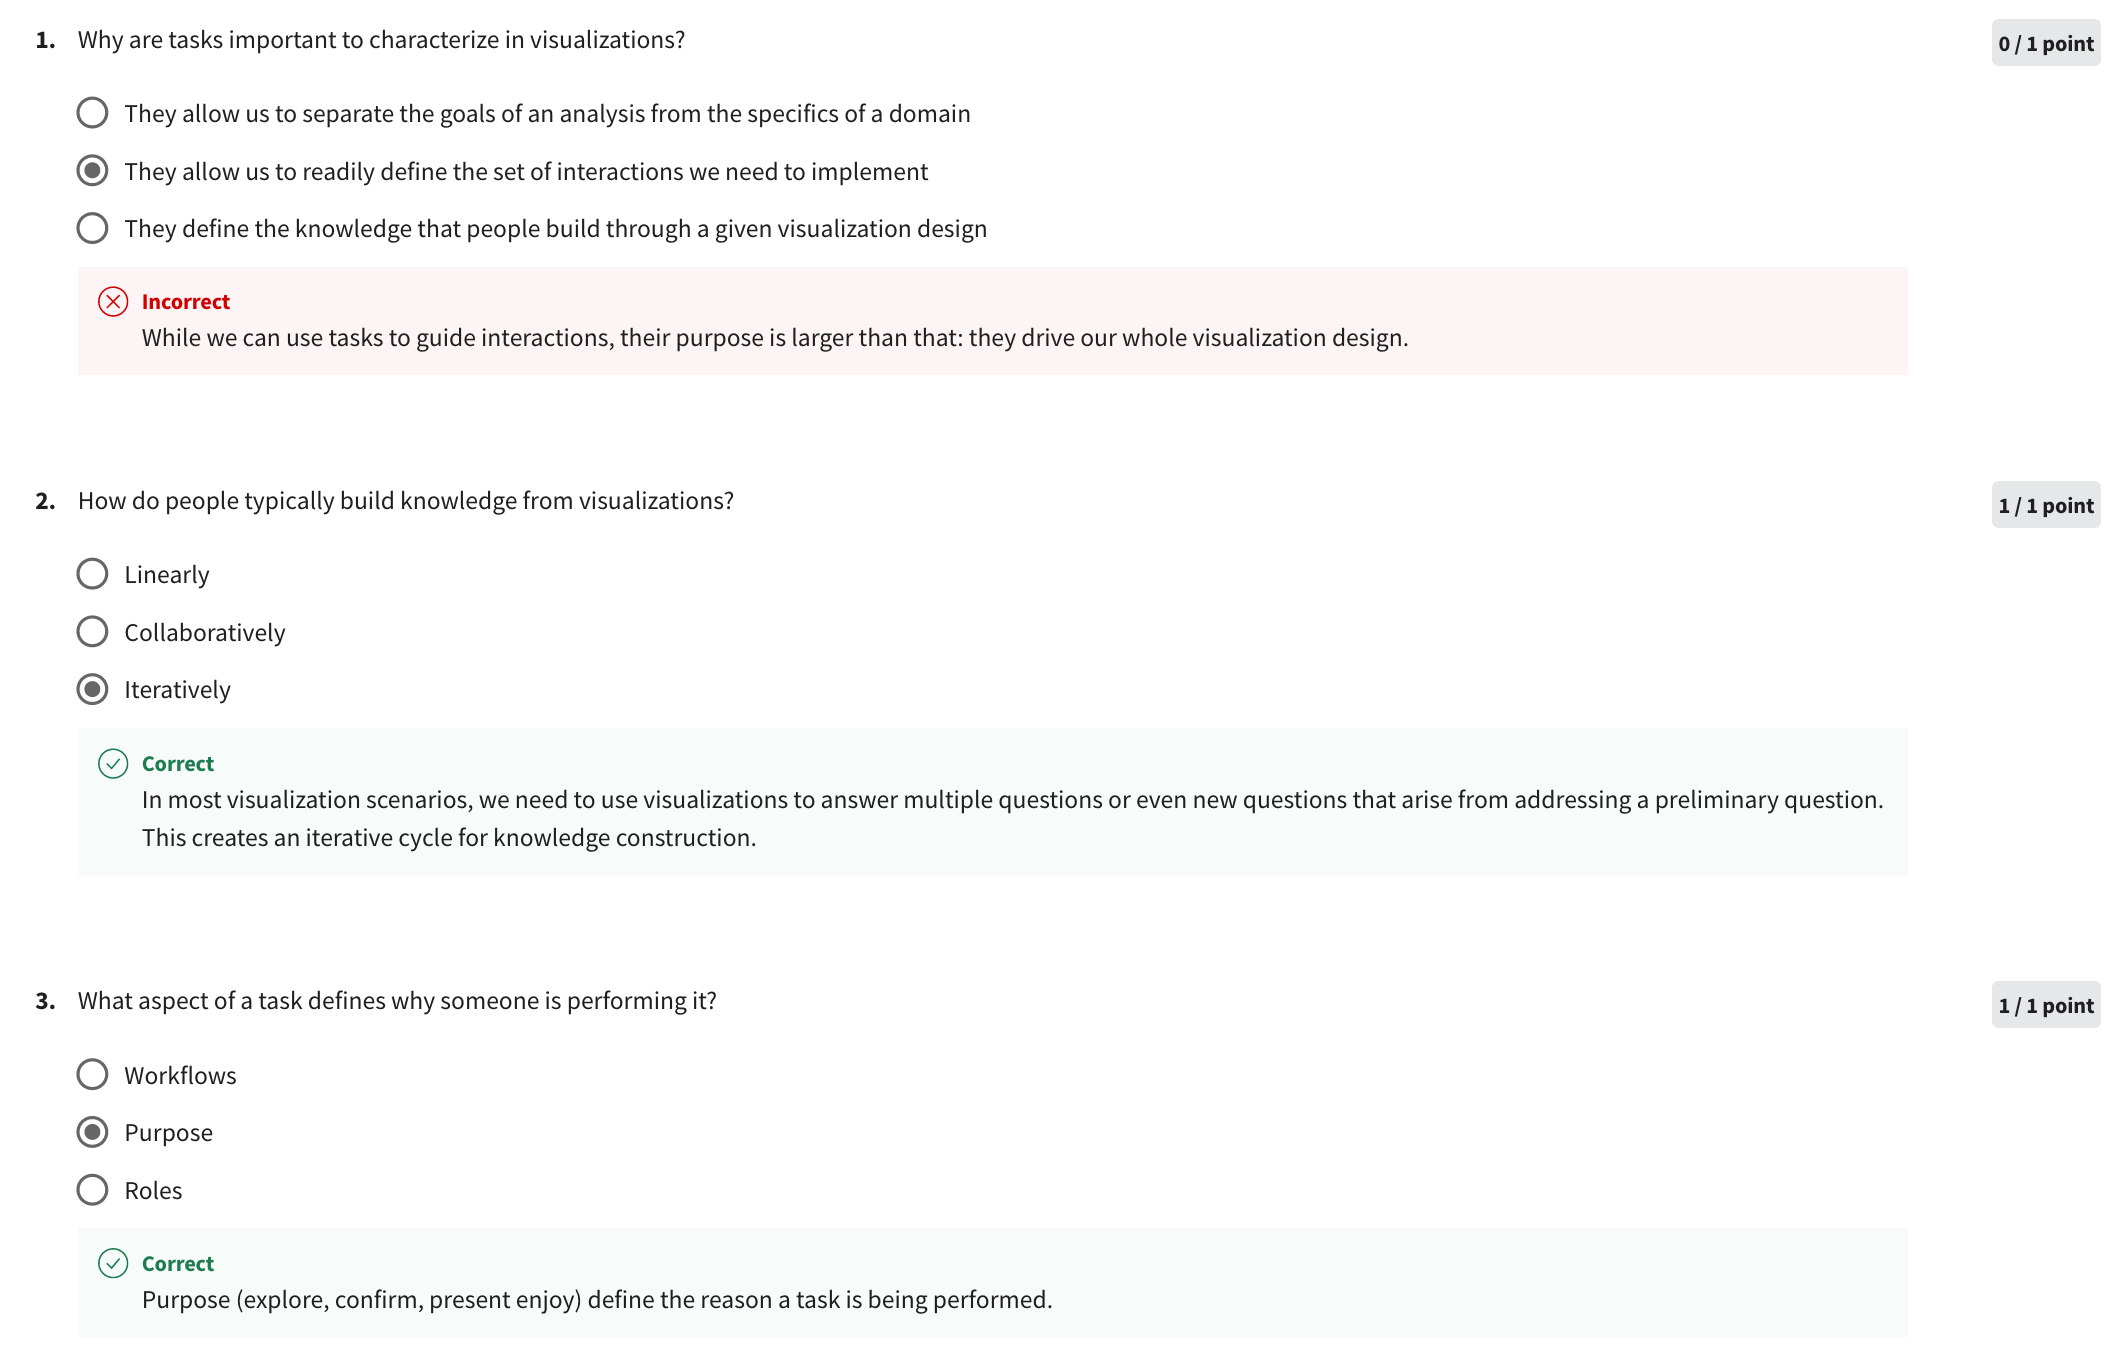 1. Why are tasks important to characterize in visualizations?
0 / 1 point
They allow us to separate the goals of an analysis from the specifics of a domain
They allow us to readily define the set of interactions we need to implement
They define the knowledge that people build through a given visualization design
Incorrect
While we can use tasks to guide interactions, their purpose is larger than that: they drive our whole visualization design.
2. How do people typically build knowledge from visualizations?
1 / 1 point
Linearly
Collaboratively
Iteratively
Correct
In most visualization scenarios, we need to use visualizations to answer multiple questions or even new questions that arise from addressing a preliminary question.
This creates an iterative cycle for knowledge construction.
3. What aspect of a task defines why someone is performing it?
1 / 1 point
Workflows
Purpose
Roles
Correct
Purpose (explore, confirm, present enjoy) define the reason a task is being performed.